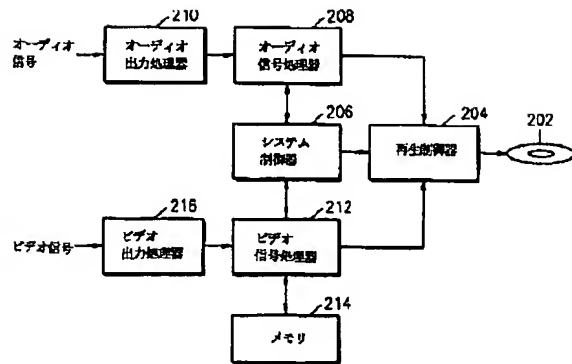 210
208
オーディオ
信号
オーディオ
出力処理器
オーディオ
信号処理器
206
204
202
システム
制御器
再生制御器
216
212
ビデオ信号
ビデオ
出力処理器
ビデオ
信号処理器
214
メモリ